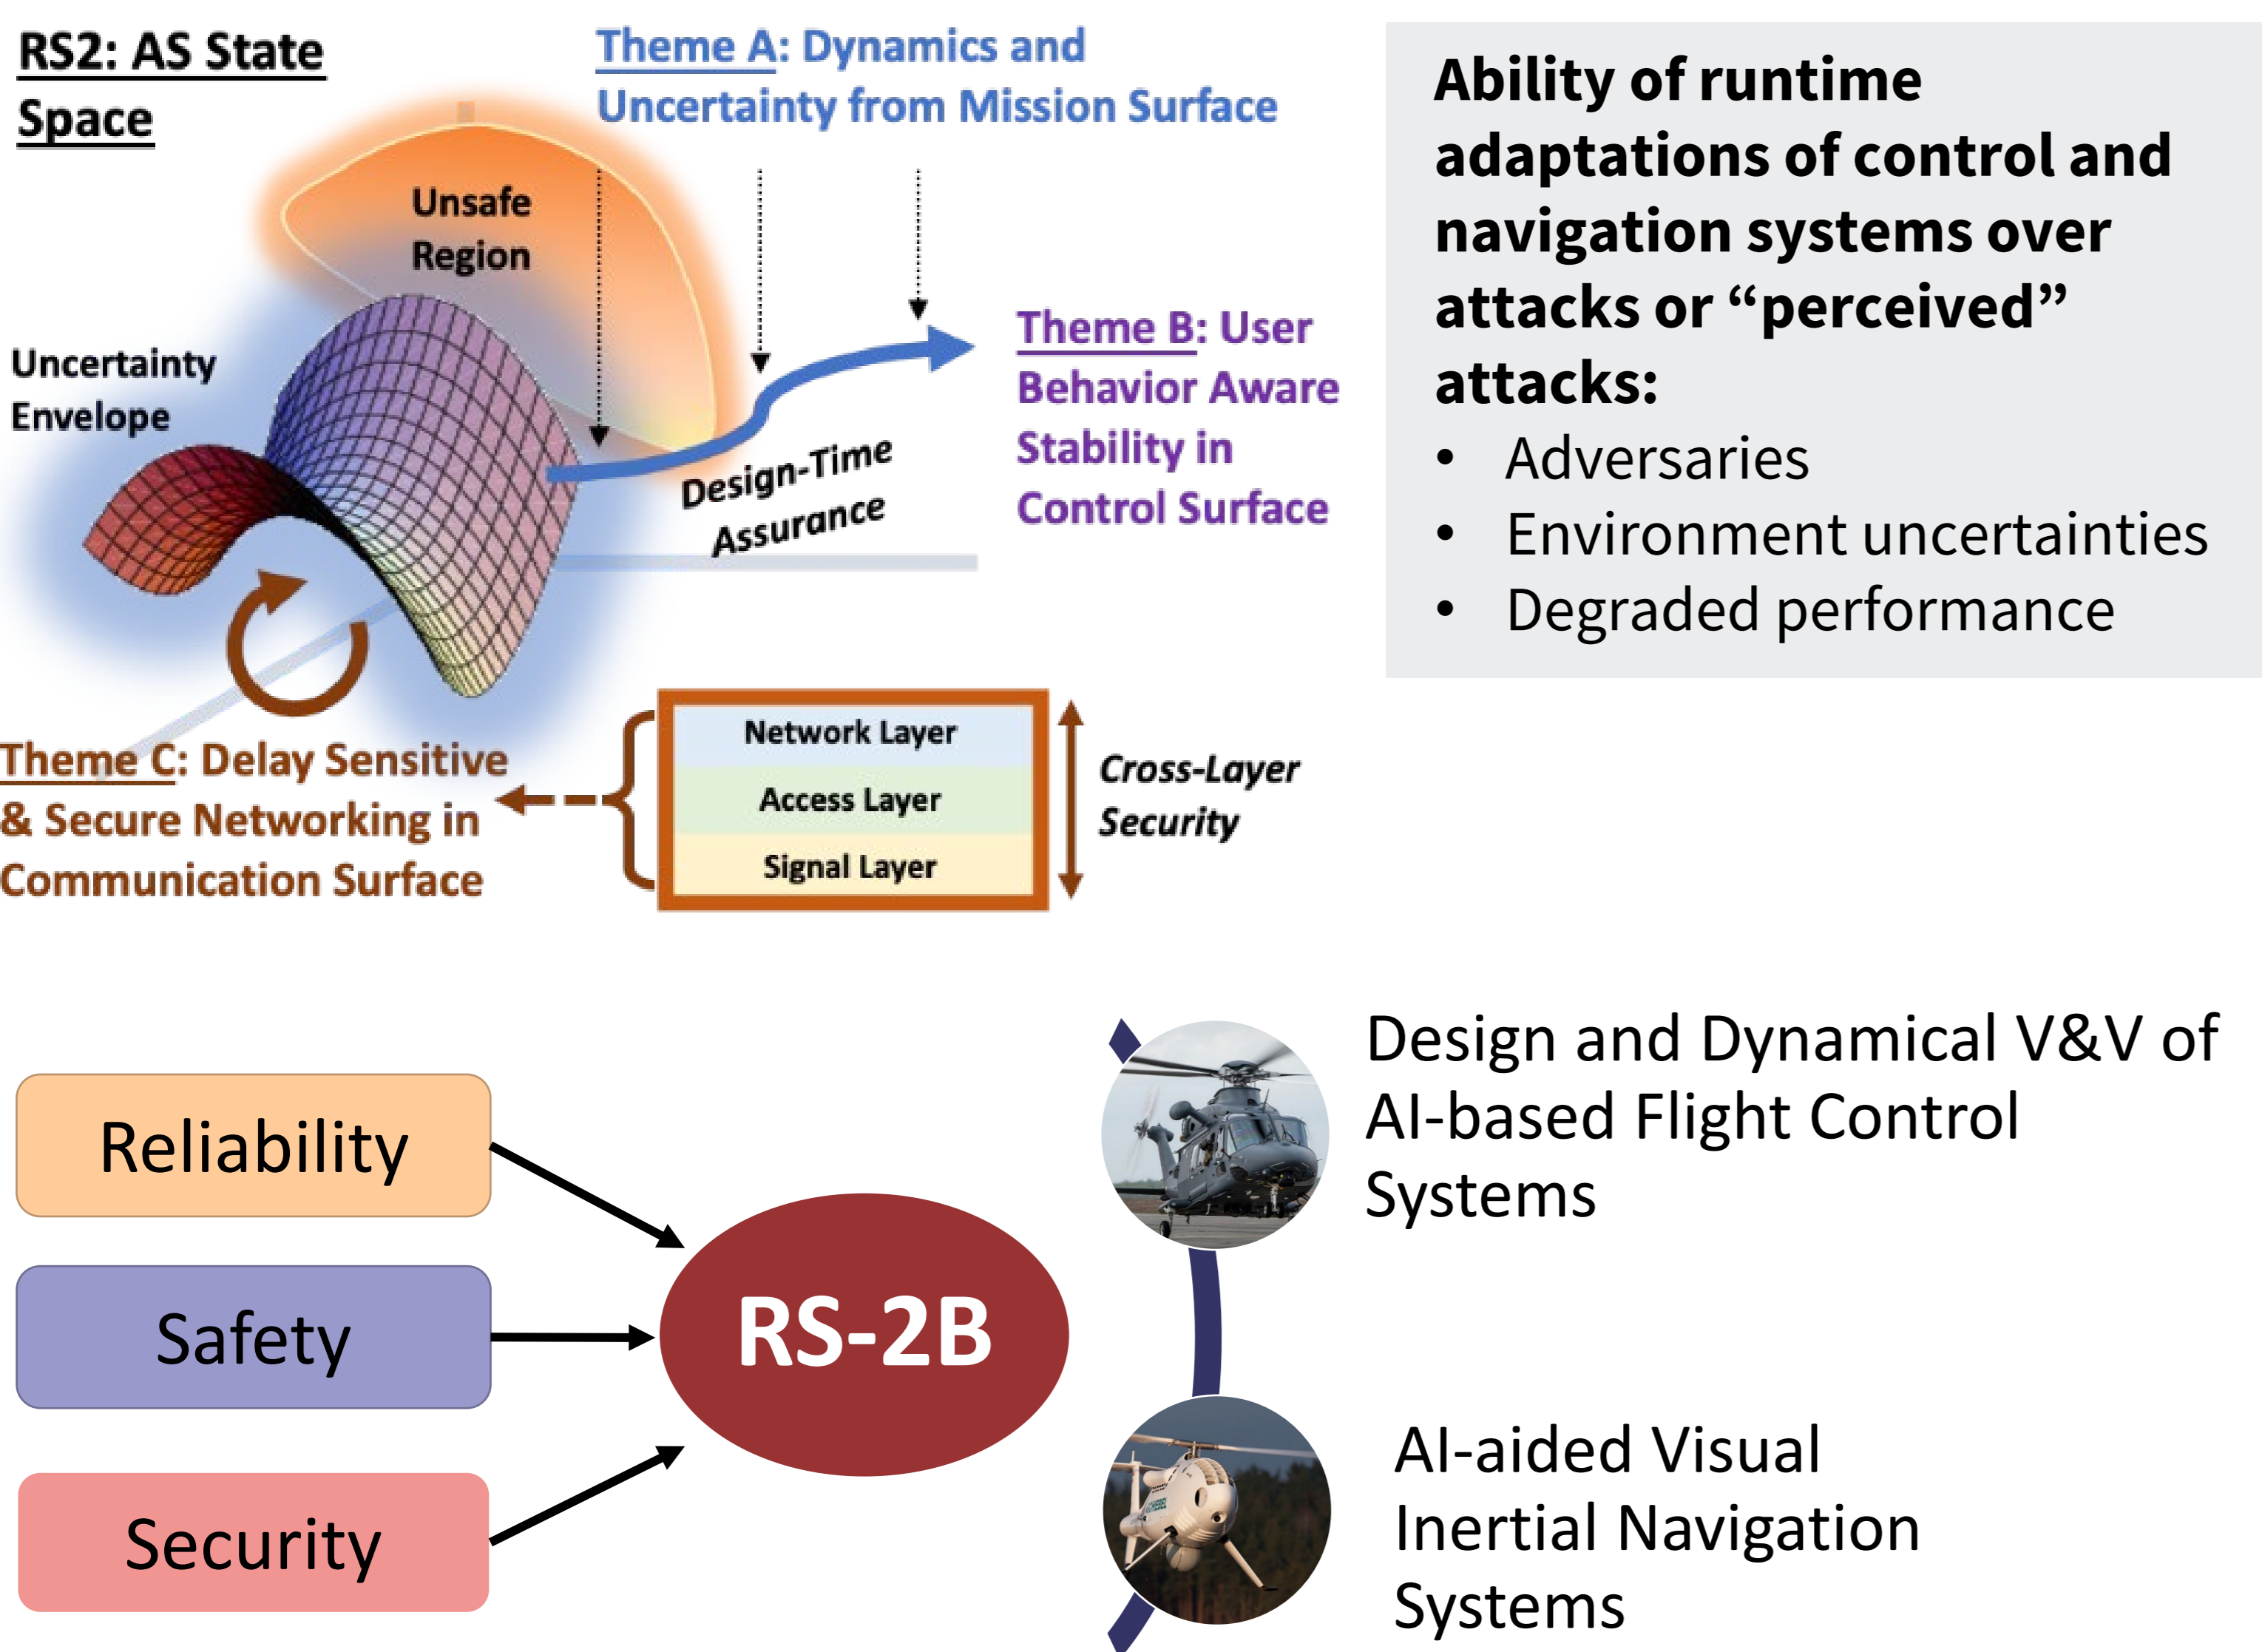 RS2: AS State
Space
Theme A: Dynamics and
Uncertainty from Mission Surface
Unsafe
Region
Uncertainty
Envelope
Design-Time
Assurance
Theme B: User
Behavior Aware
Stability in
Control Surface
Theme C: Delay Sensitive
& Secure Networking in
Communication Surface
Network Layer
Access Layer
Signal Layer
Cross-Layer
Security
Ability of runtime
adaptations of control and
navigation systems over
attacks or “perceived”
attacks:
• Adversaries
• Environment uncertainties
• Degraded performance
Reliability
Safety
Security
RS-2B
Design and Dynamical V&V of
AI-based Flight Control
Systems
AI-aided Visual
Inertial Navigation
Systems